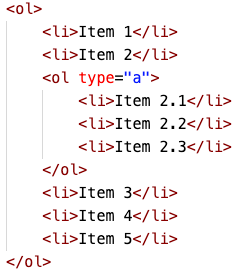 <ol>
    <li>Item 1</li>
    <li>Item 2</li>
    <ol type="a">
        <li>Item 2.1</li>
        <li>Item 2.2</li>
        <li>Item 2.3</li>
    </ol>
    <li>Item 3</li>
    <li>Item 4</li>
    <li>Item 5</li>
</ol>